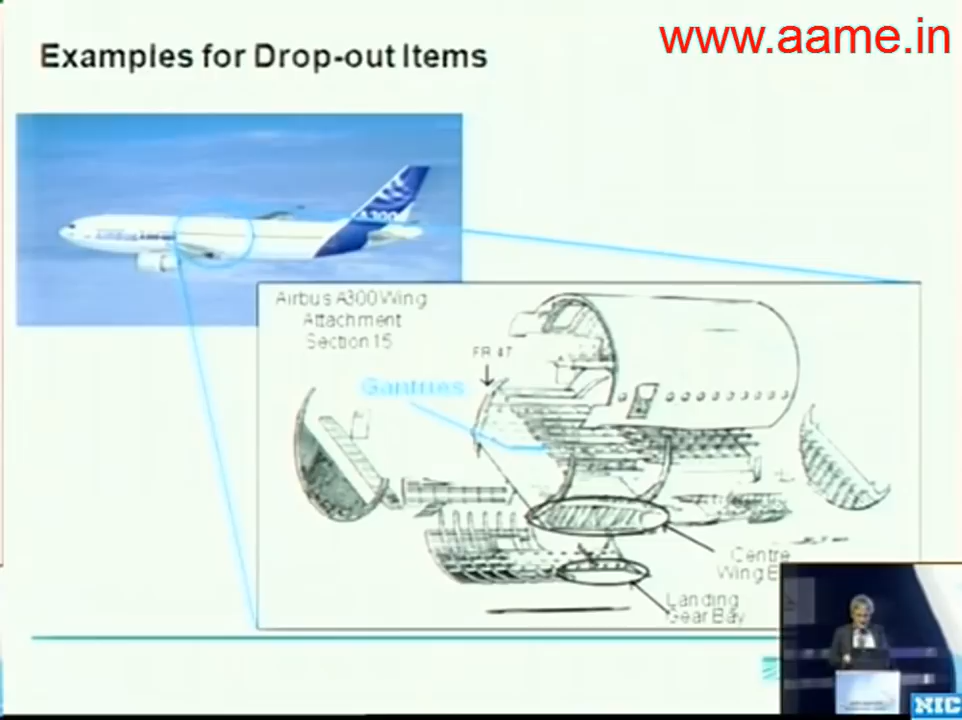 www.aame.in
Examples for Drop-out Items
A300
Airbus A300 Wing
Attachment
Section 15
FR 47
Gantries
Centre
Wing
Landing
Gear Bay
NIC